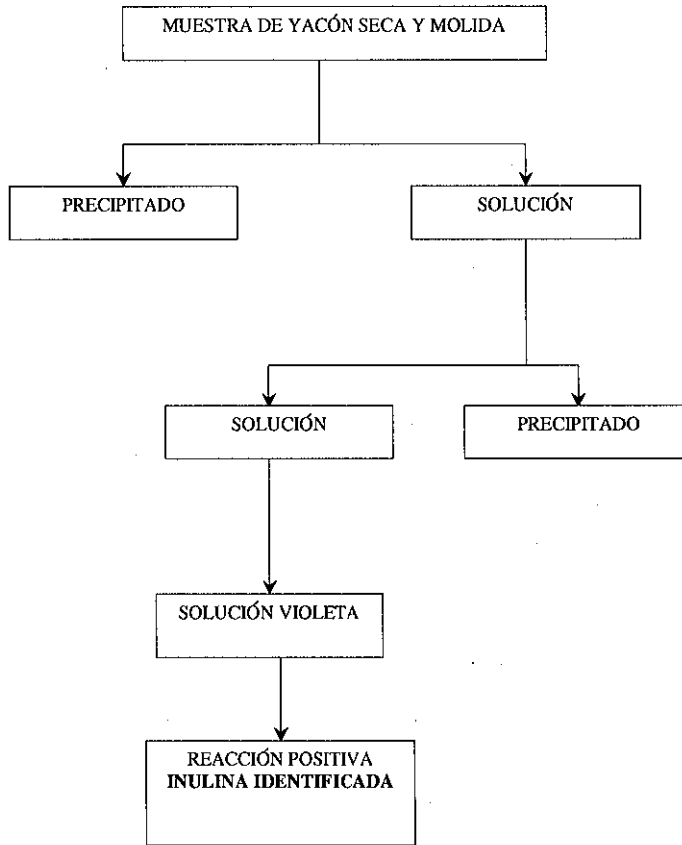 MUESTRA DE YACÓN SECA Y MOLIDA
PRECIPITADO
SOLUCIÓN
SOLUCIÓN
PRECIPITADO
SOLUCIÓN VIOLETA
REACCIÓN POSITIVA
INULINA IDENTIFICADA